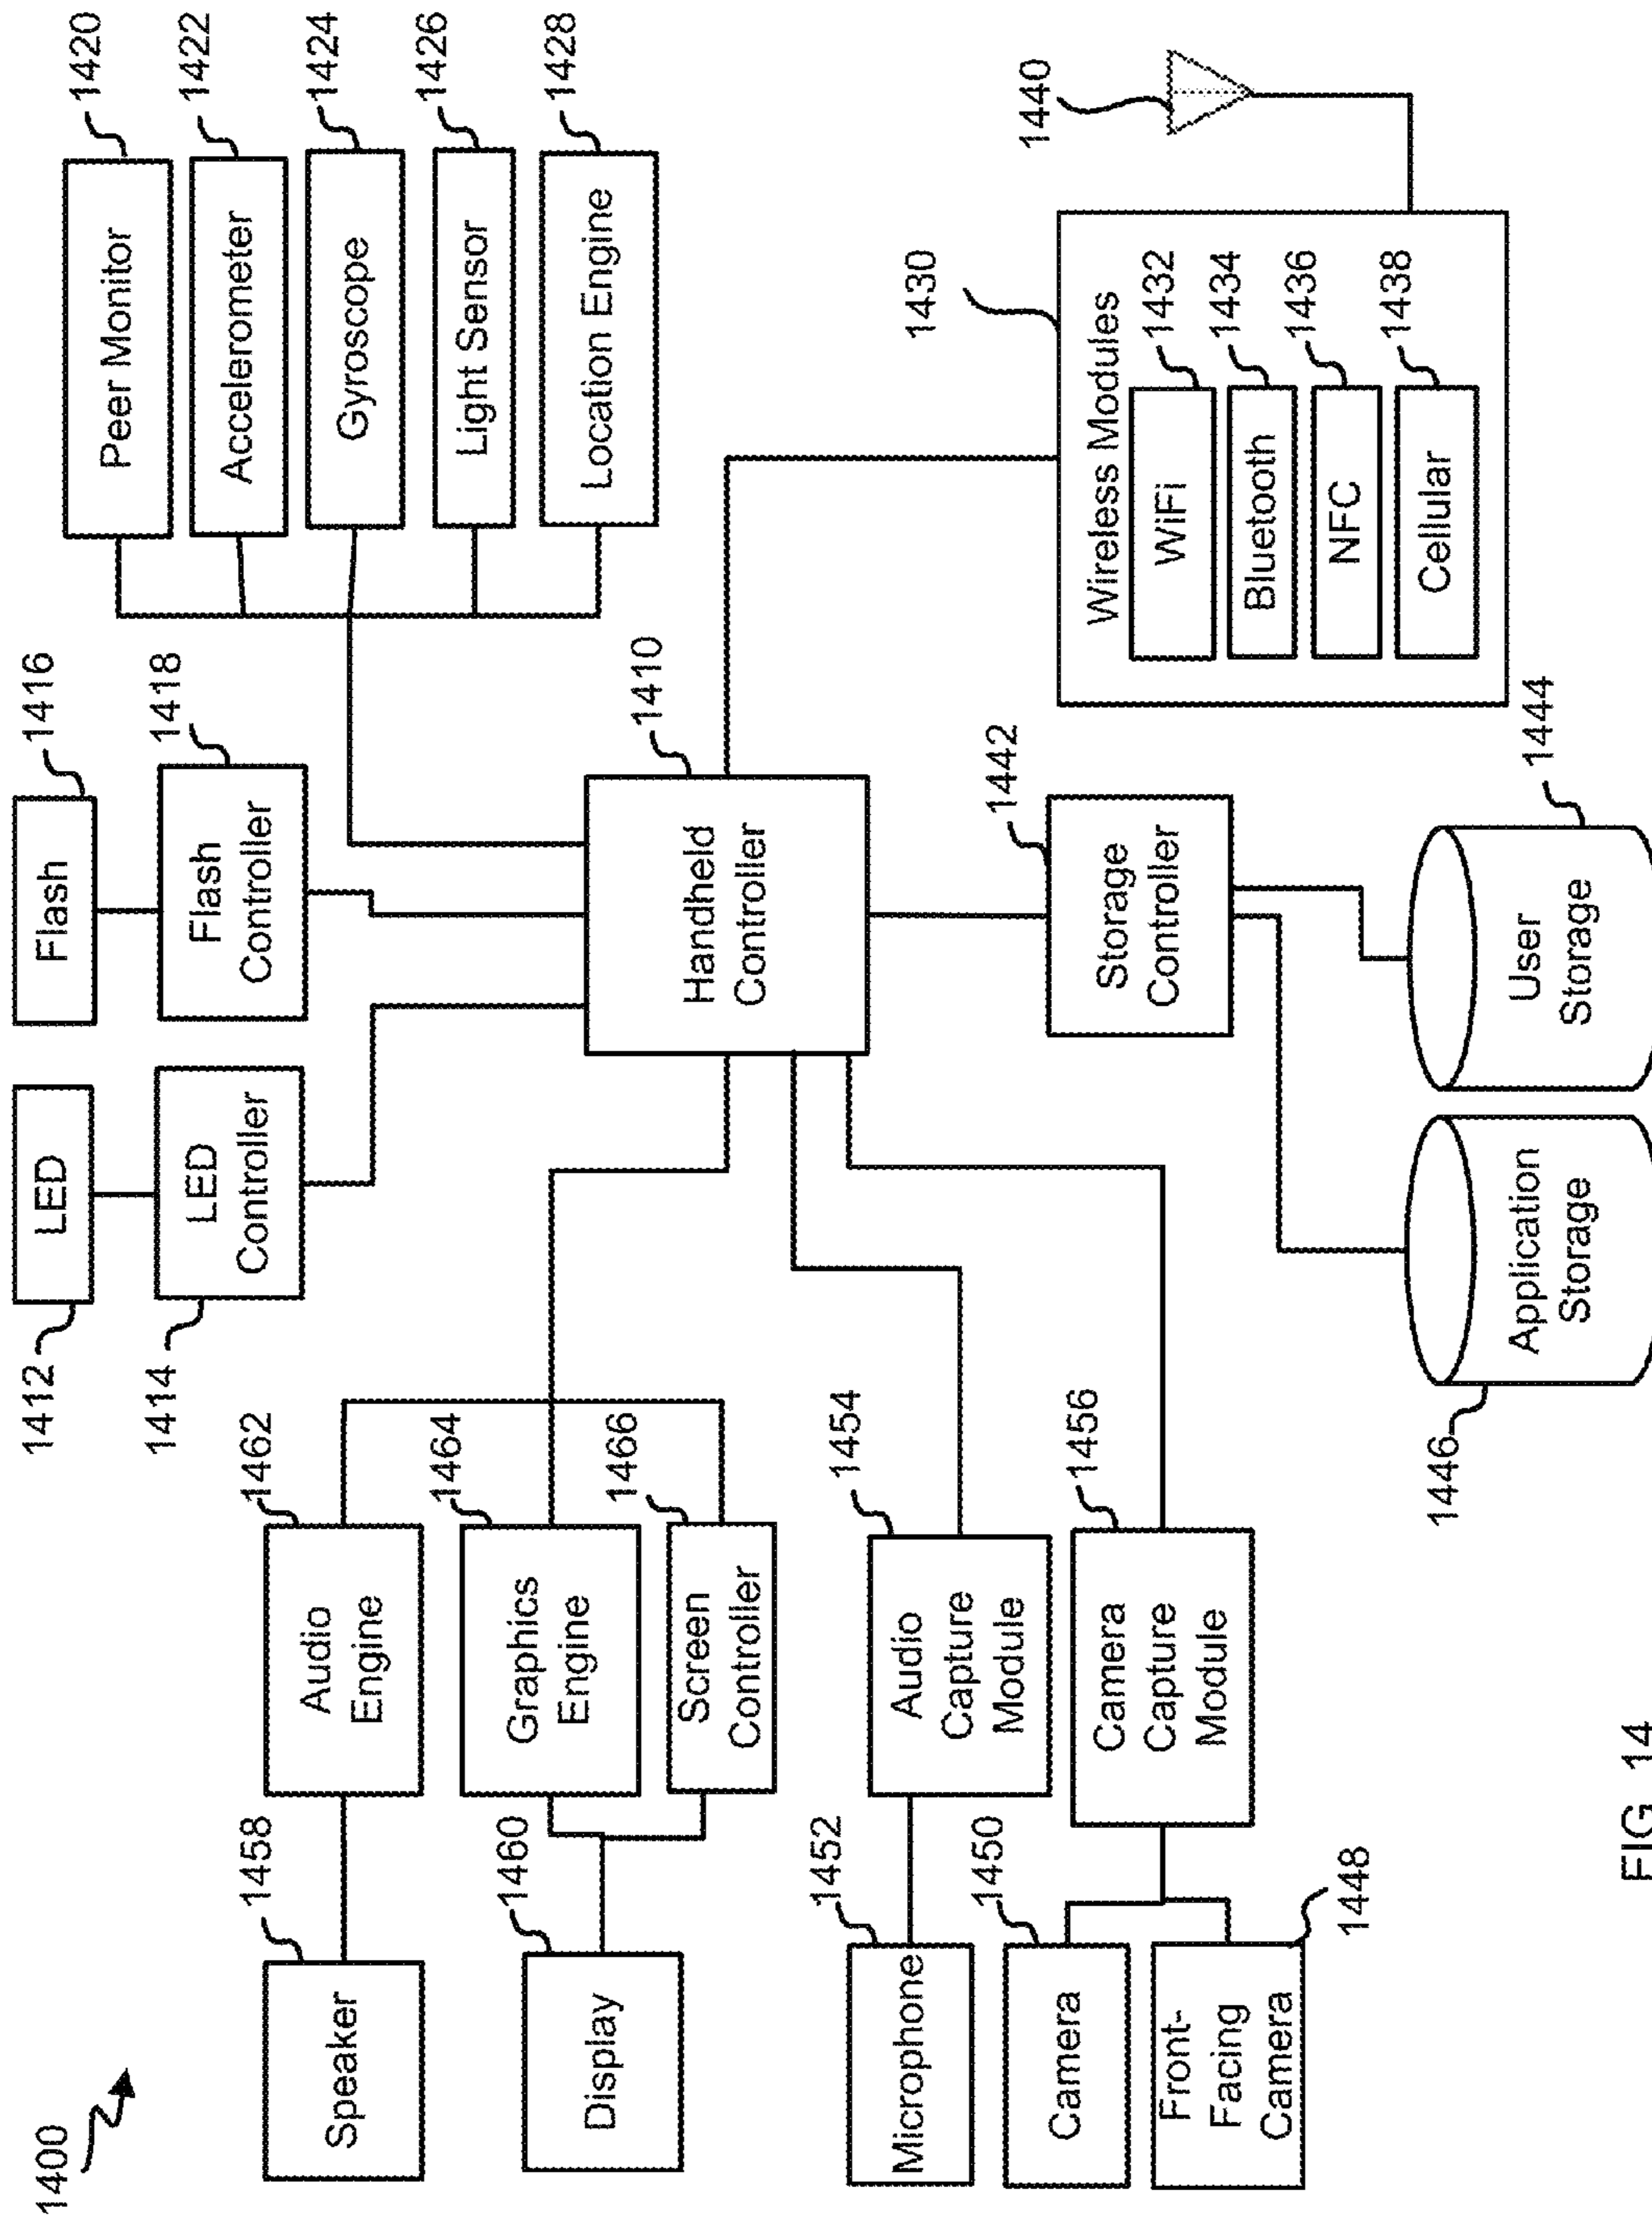 1400
1412
LED
1414
LED
Controller
1416
Flash
1418
Flash
Controller
1420
Peer Monitor
1422
Accelerometer
1424
Gyroscope
1426
Light Sensor
1428
Location Engine
1458
Speaker
1462
Audio
Engine
1460
Display
1464
Graphics
Engine
1466
Screen
Controller
1410
Handheld
Controller
1452
Microphone
1454
Audio
Capture
Module
1450
Camera
1448
Front-
Facing
Camera
1456
Camera
Capture
Module
1442
Storage
Controller
1446
Application
Storage
1444
User
Storage
1430
Wireless Modules
WiFi
1432
Bluetooth
1434
NFC
1436
Cellular
1438
1440
FIG. 14